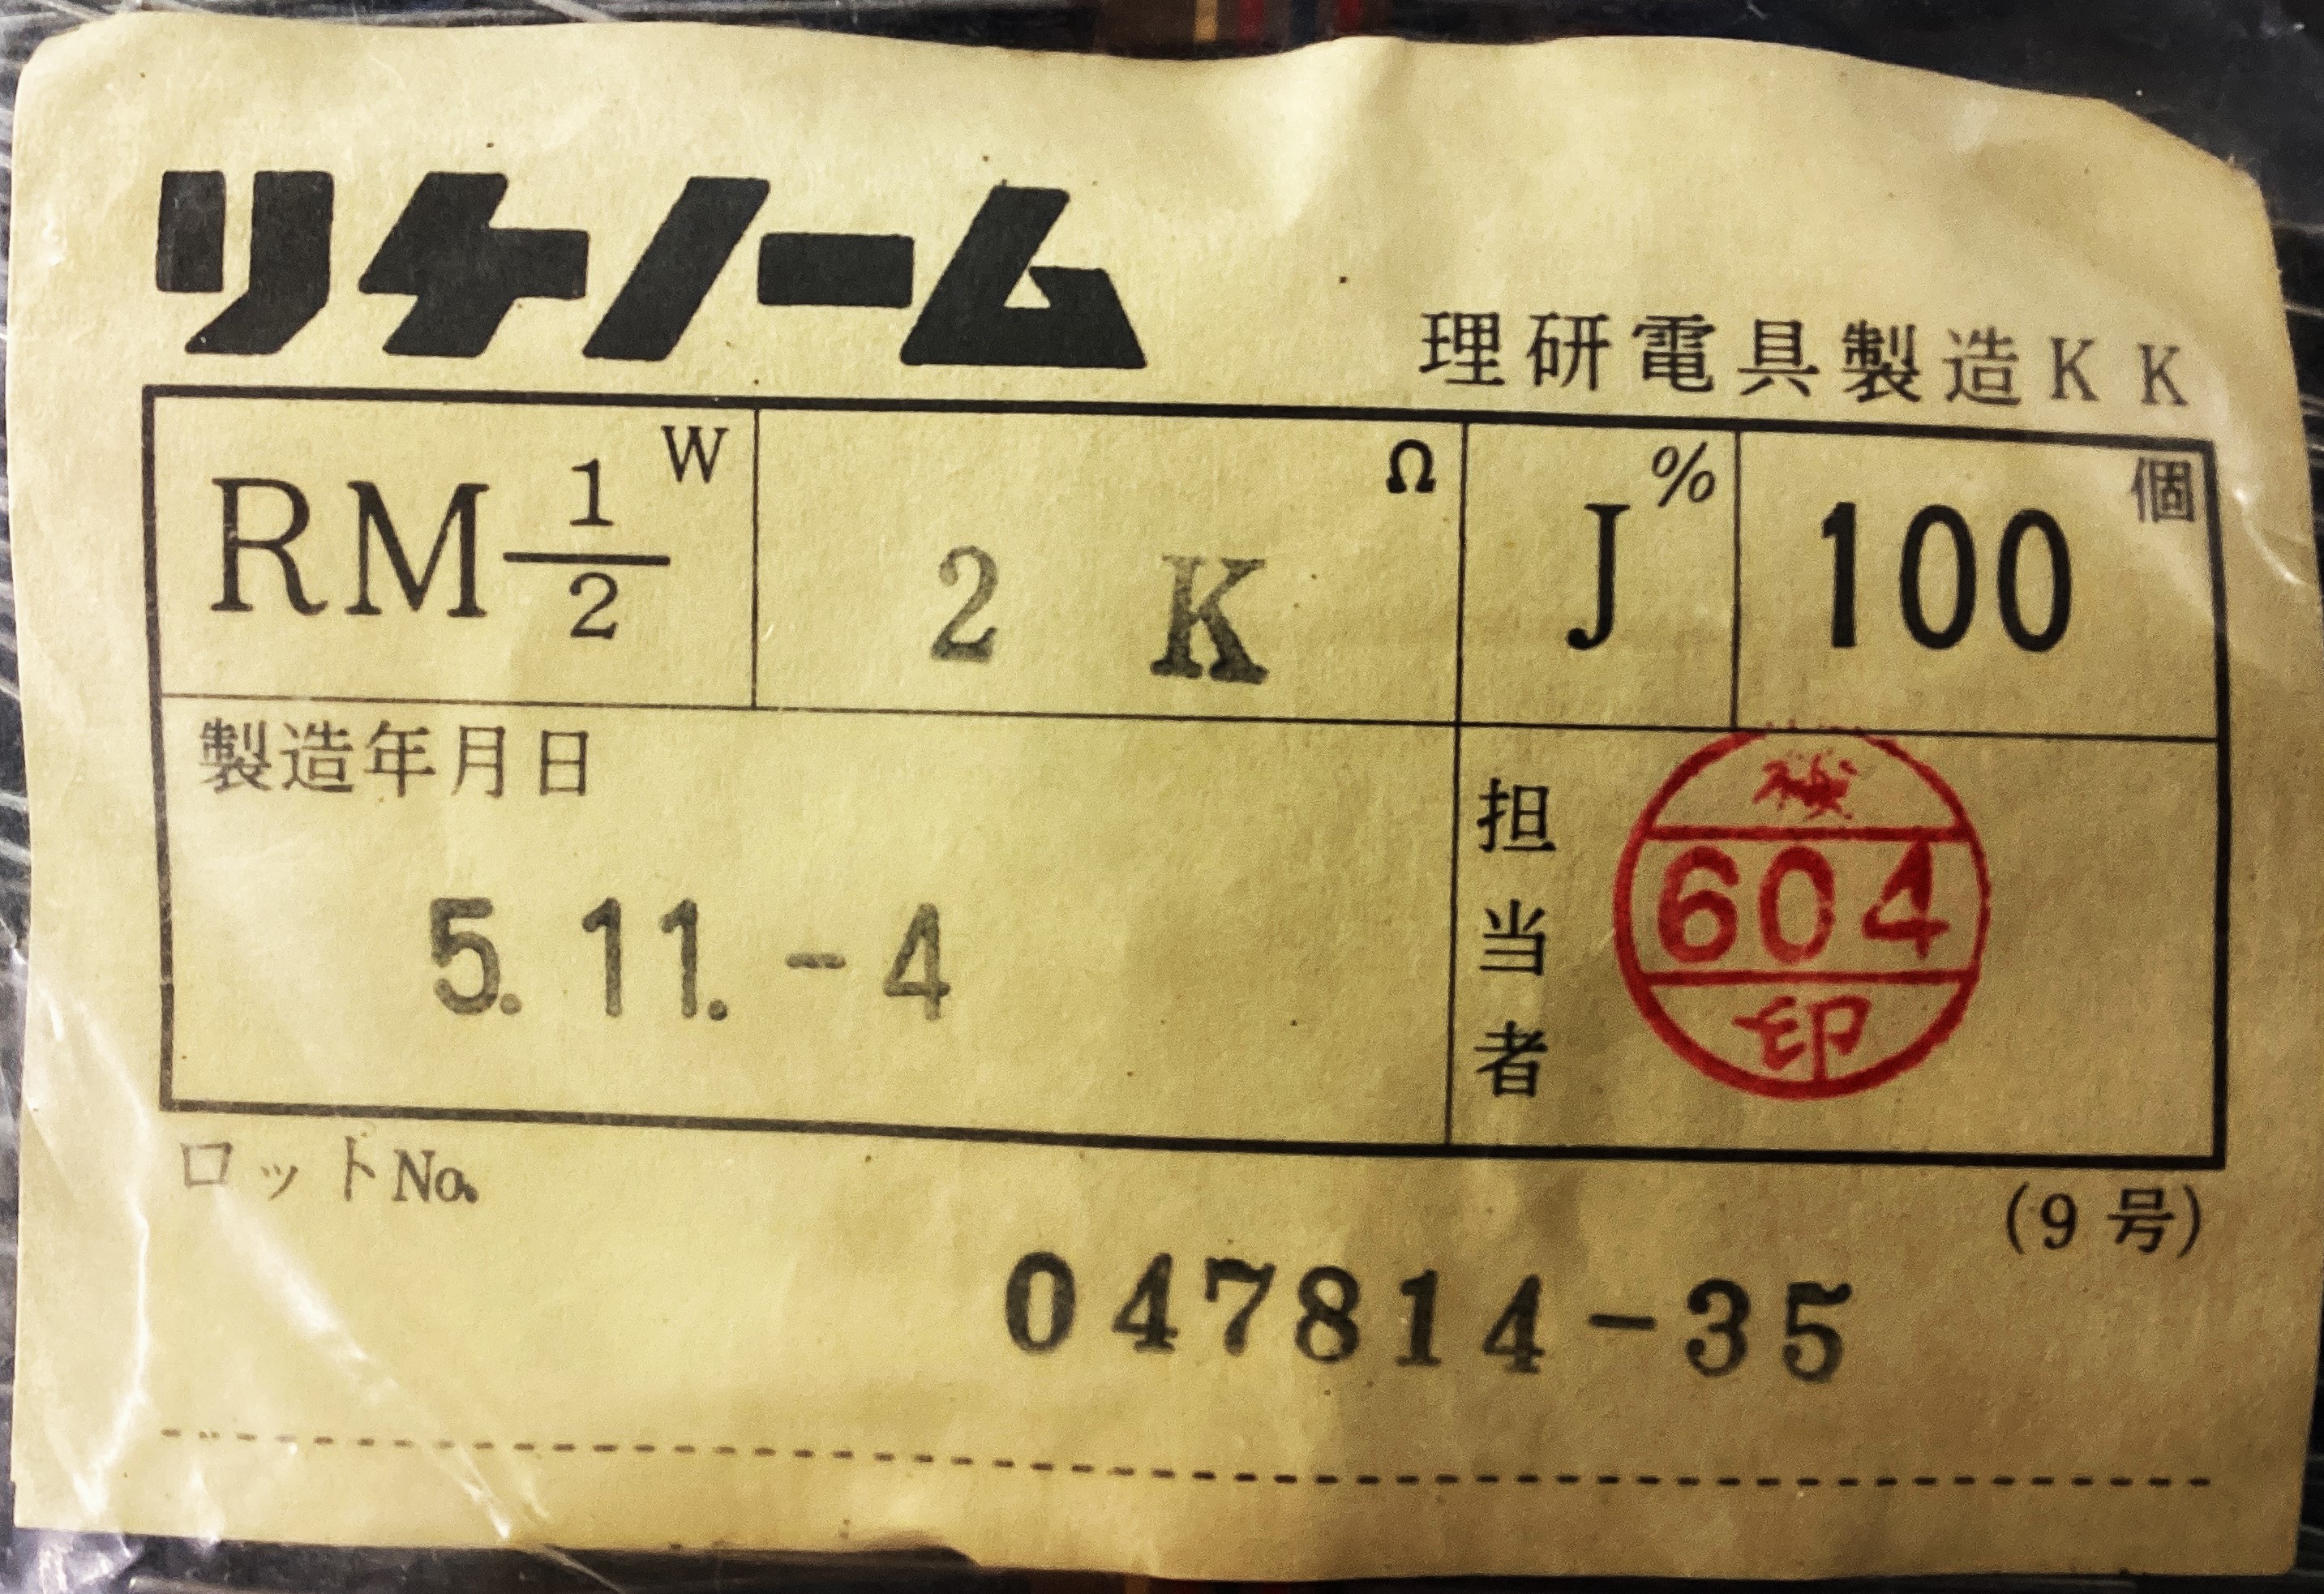 リケノーム
理研電具製造KK
RM1/2 W
2 K Ω
J %
100 個
製造年月日
5. 11. -4
担当者
検
604
印
ロットNo.
(9号)
047814-35